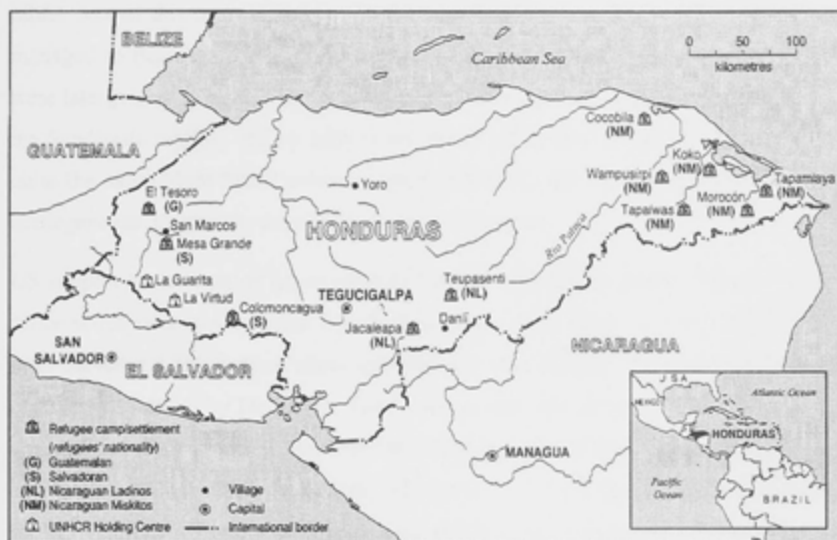 BELIZE
Caribbean Sea
0 50 100
kilometres
GUATEMALA
Cocobila
(NM)
Koko
(NM)
Wampusirpi
(NM)
Tapamlaya
(NM)
Morocón
(NM)
Tapaiwas
(NM)
Yoro
El Tesoro
(G)
San Marcos
Mesa Grande
(S)
HONDURAS
Rio Patuca
La Guarita
La Virtud
Colomoncagua
(S)
TEGUCIGALPA
Teupasenti
(NL)
Jacaleapa
(NL)
Danlí
SAN
SALVADOR
EL SALVADOR
NICARAGUA
MANAGUA
Refugee camp/settlement
(refugees' nationality)
(G) Guatemalan
(S) Salvadoran
(NL) Nicaraguan Ladinos
(NM) Nicaraguan Miskitos
UNHCR Holding Centre
Village
Capital
International border
U S A
Atlantic Ocean
MEXICO
HONDURAS
Pacific
Ocean
BRAZIL